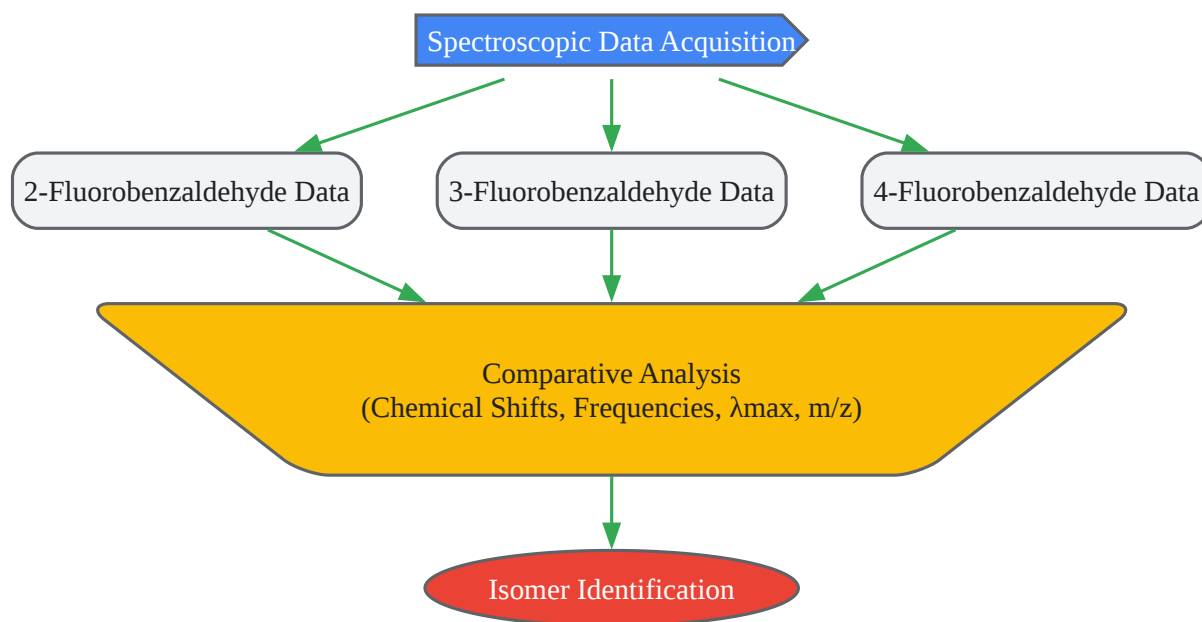 Spectroscopic Data Acquisition
2-Fluorobenzaldehyde Data
3-Fluorobenzaldehyde Data
4-Fluorobenzaldehyde Data
Comparative Analysis
(Chemical Shifts, Frequencies, λmax, m/z)
Isomer Identification